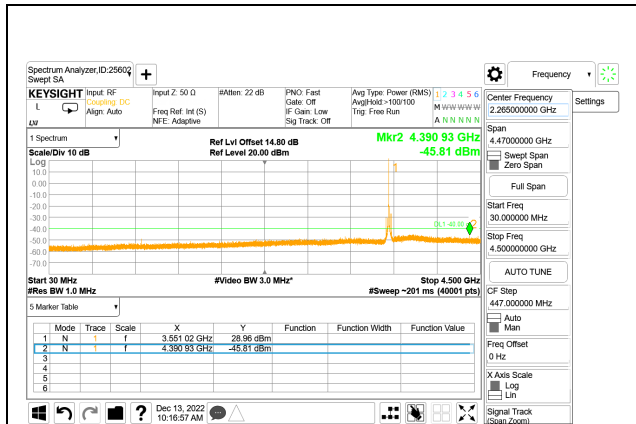 Spectrum Analyzer,ID:25602
Swept SA
+
Frequency
KEYSIGHT
L
Input: RF
Coupling: DC
Align: Auto
Input Z: 50 Ω
Freq Ref: Int (S)
NFE: Adaptive
#Atten: 22 dB
PNO: Fast
Gate: Off
IF Gain: Low
Sig Track: Off
Avg Type: Power (RMS)
Avg|Hold:>100/100
Trig: Free Run
1 2 3 4 5 6
M W W W W W
A N N N N N
Center Frequency
2.265000000 GHz
Settings
Span
4.47000000 GHz
Swept Span
Zero Span
Full Span
Start Freq
30.000000 MHz
Stop Freq
4.500000000 GHz
AUTO TUNE
CF Step
447.000000 MHz
Auto
Man
Freq Offset
0 Hz
X Axis Scale
Log
Lin
Signal Track
(Span Zoom)
1 Spectrum
Scale/Div 10 dB
Ref Lvl Offset 14.80 dB
Ref Level 20.00 dBm
Mkr2 4.390 93 GHz
-45.81 dBm
Log
10.0
0.00
-10.0
-20.0
-30.0
-40.0
-50.0
-60.0
-70.0
1
DL1 -40.00
2
Start 30 MHz
#Res BW 1.0 MHz
#Video BW 3.0 MHz*
Stop 4.500 GHz
#Sweep ~201 ms (40001 pts)
5 Marker Table
Mode Trace Scale X Y Function Function Width Function Value
1 N 1 f 3.551 02 GHz 28.96 dBm
2 N 1 f 4.390 93 GHz -45.81 dBm
3
4
5
6
?
Dec 13, 2022
10:16:57 AM